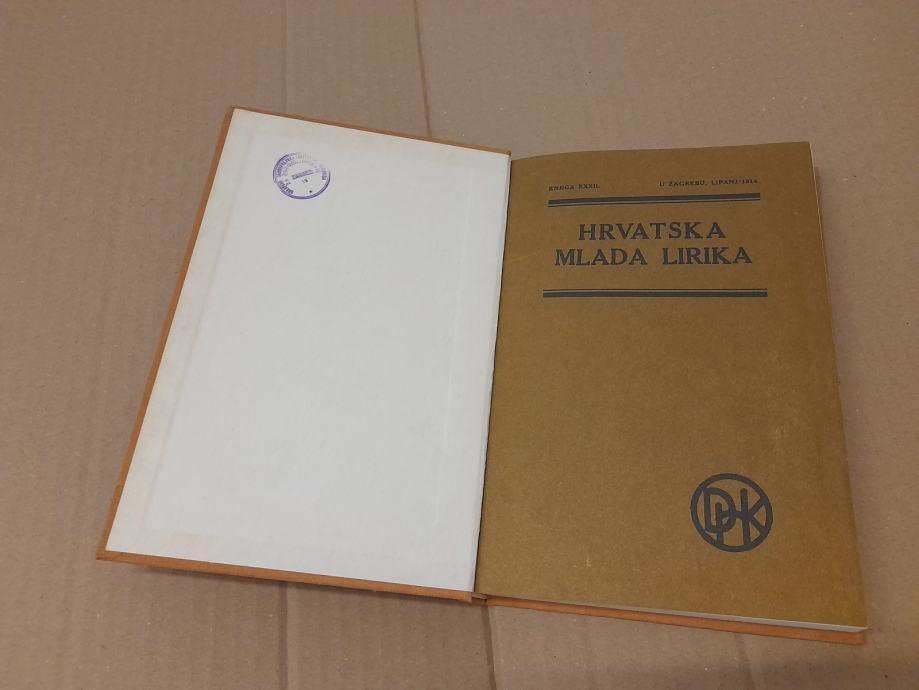 KNJIGA XXXII.
U ZAGREBU, LIPANJ 1914
HRVATSKA
MLADA LIRIKA
DHK